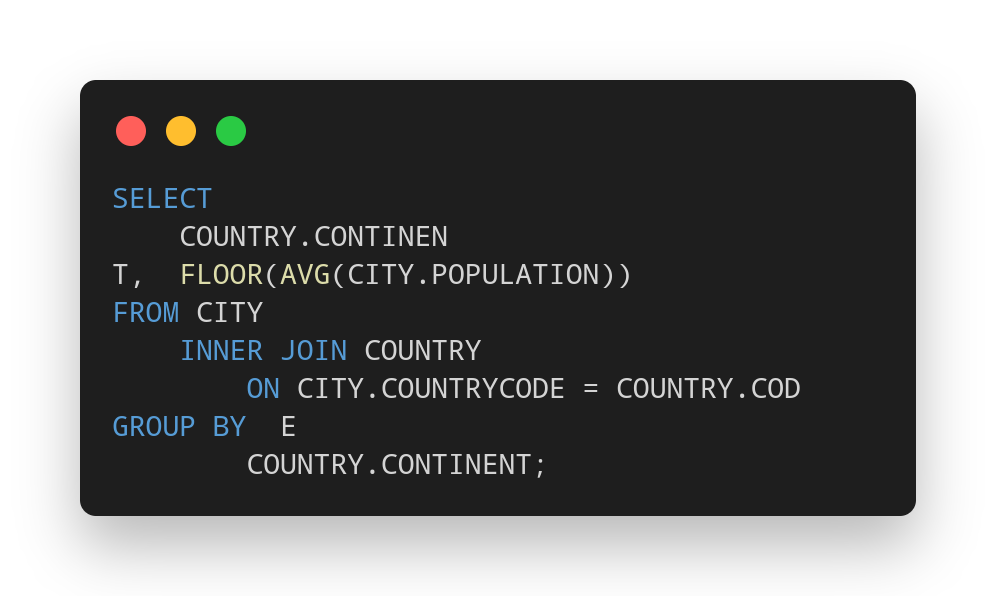 SELECT
    COUNTRY.CONTINEN
T,  FLOOR(AVG(CITY.POPULATION))
FROM CITY
    INNER JOIN COUNTRY
        ON CITY.COUNTRYCODE = COUNTRY.COD
GROUP BY  E
        COUNTRY.CONTINENT;